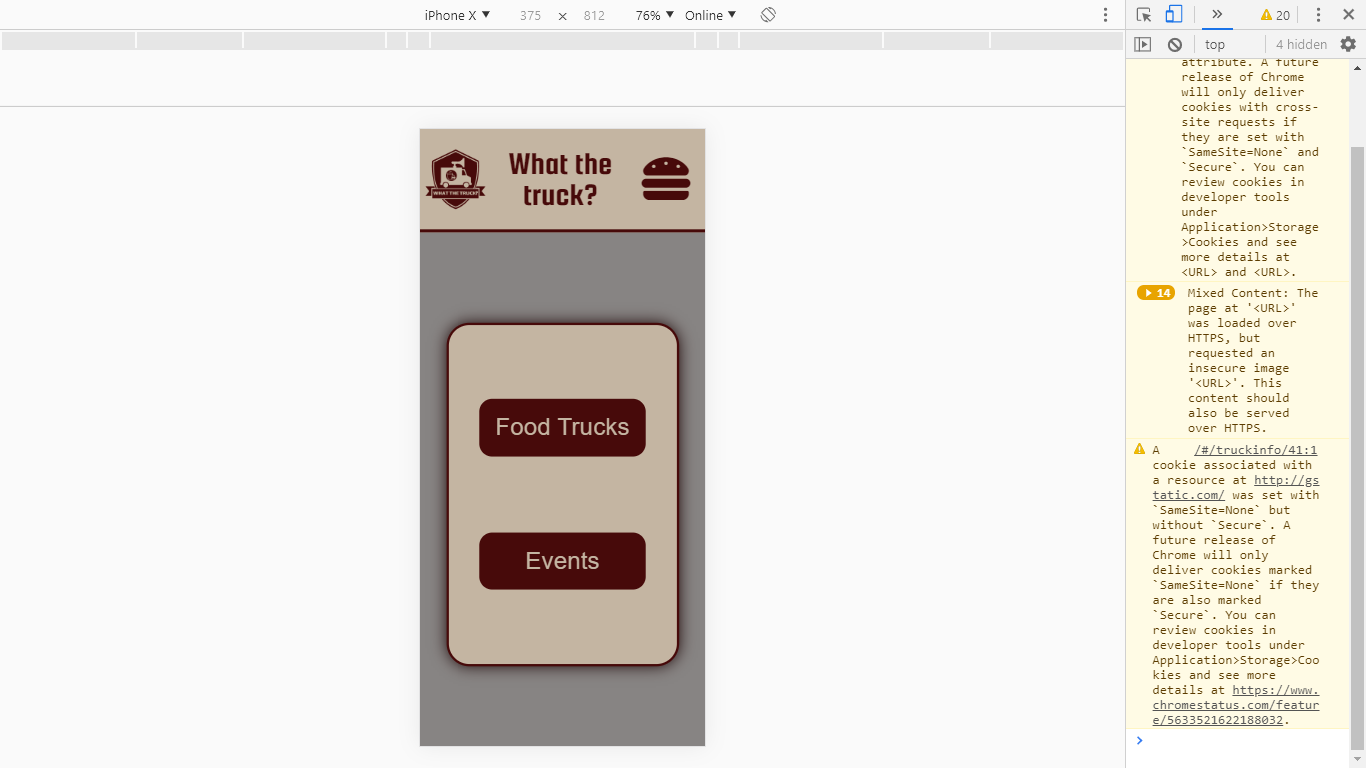 iPhone X 375 × 812 76% Online
20
top 4 hidden
What the
truck?
WHAT THE TRUCK?
Food Trucks
Events
attribute. A future
release of Chrome
will only deliver
cookies with cross-
site requests if
they are set with
`SameSite=None` and
`Secure`. You can
review cookies in
developer tools
under
Application>Storage
>Cookies and see
more details at
<URL> and <URL>.
14 Mixed Content: The
page at '<URL>'
was loaded over
HTTPS, but
requested an
insecure image
'<URL>'. This
content should
also be served
over HTTPS.
A /#/truckinfo/41:1
cookie associated with
a resource at http://gs
tatic.com/ was set with
`SameSite=None` but
without `Secure`. A
future release of
Chrome will only
deliver cookies marked
`SameSite=None` if they
are also marked
`Secure`. You can
review cookies in
developer tools under
Application>Storage>Coo
kies and see more
details at https://www.
chromestatus.com/featur
e/5633521622188032.